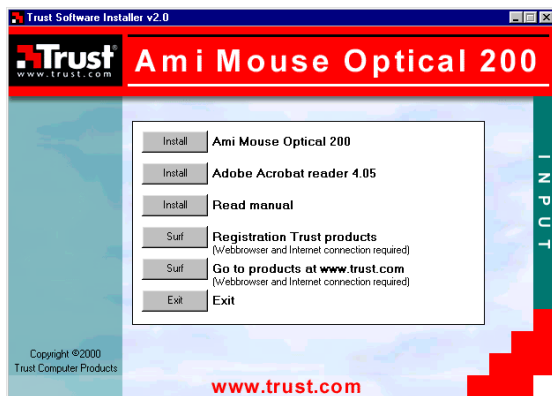 Trust Software Installer v2.0
Trust
www.trust.com
Ami Mouse Optical 200
Install Ami Mouse Optical 200
Install Adobe Acrobat reader 4.05
Install Read manual
Surf Registration Trust products
(Webbrowser and Internet connection required)
Surf Go to products at www.trust.com
(Webbrowser and Internet connection required)
Exit Exit
INPUT
Copyright ©2000
Trust Computer Products
www.trust.com